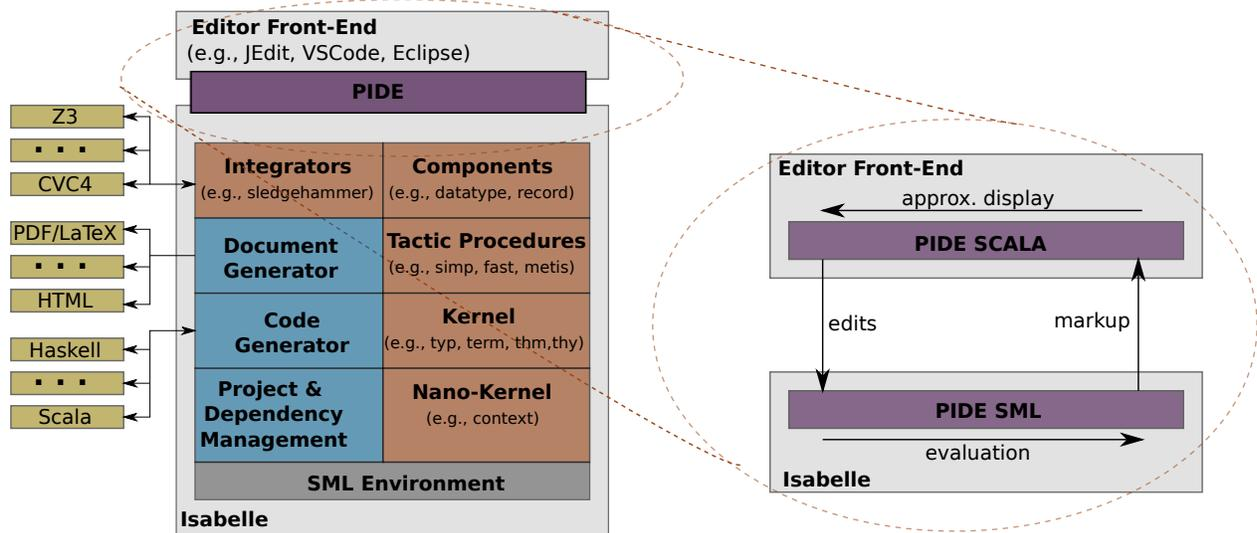 Editor Front-End
(e.g., JEdit, VSCode, Eclipse)
PIDE
Z3
. . .
CVC4
PDF/LaTeX
. . .
HTML
Haskell
. . .
Scala
Integrators
(e.g., sledgehammer)
Components
(e.g., datatype, record)
Document
Generator
Tactic Procedures
(e.g., simp, fast, metis)
Code
Generator
Kernel
(e.g., typ, term, thm,thy)
Project &
Dependency
Management
Nano-Kernel
(e.g., context)
SML Environment
Isabelle
Editor Front-End
approx. display
PIDE SCALA
edits
markup
PIDE SML
evaluation
Isabelle